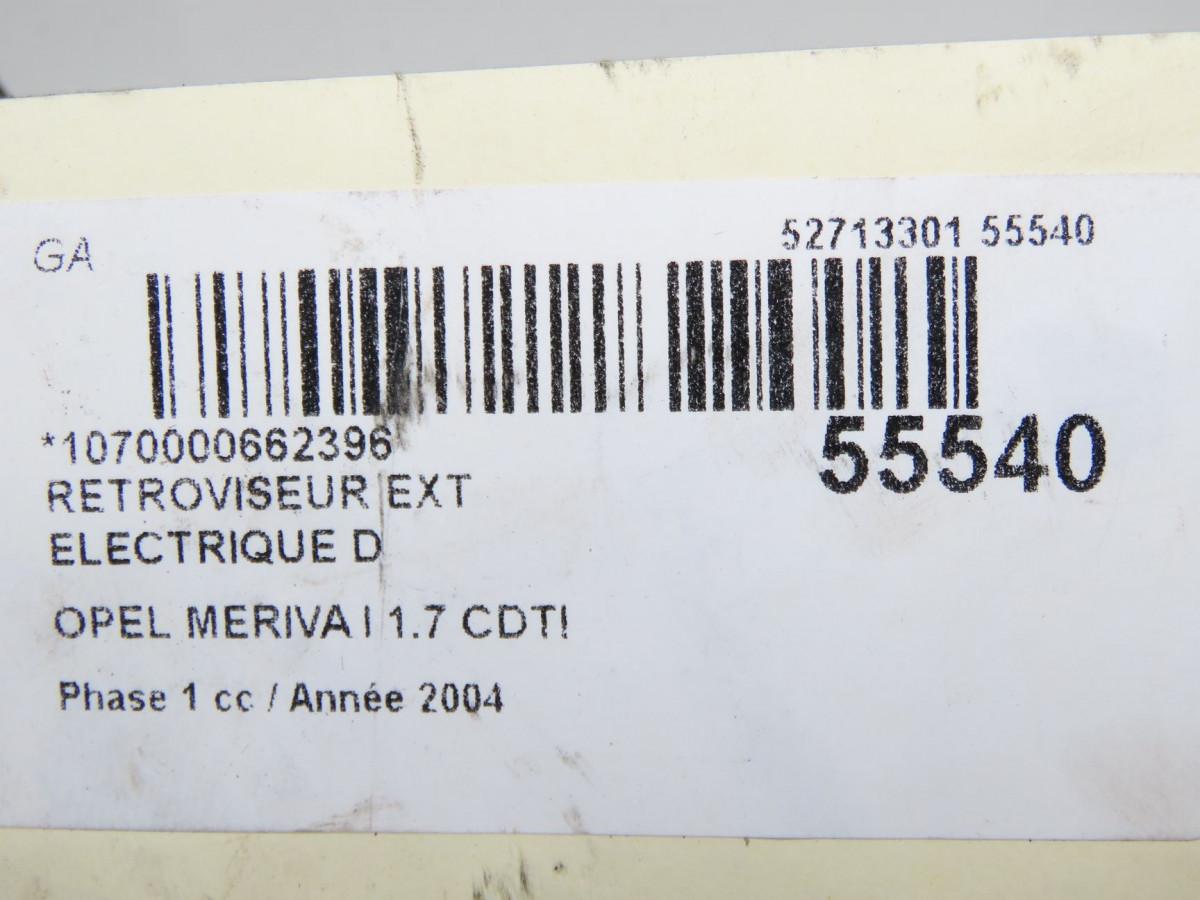 GA
52713301 55540
*1070000662396
55540
RETROVISEUR EXT
ELECTRIQUE D
OPEL MERIVA I 1.7 CDTI
Phase 1 cc / Année 2004